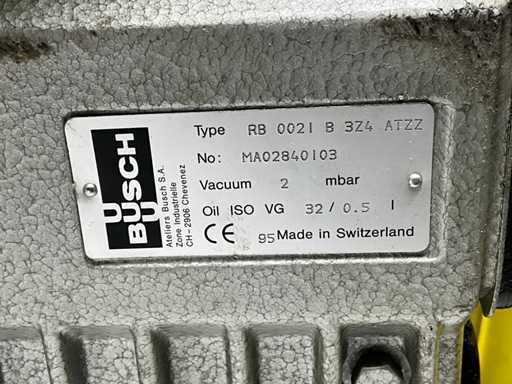 BUSCH
Ateliers Busch S.A.
Zone Industrielle
CH-2906 Chevenez
Type RB 0021 B 3Z4 ATZZ
No: MA02840103
Vacuum 2 mbar
Oil ISO VG 32/0.5 l
CE 95 Made in Switzerland